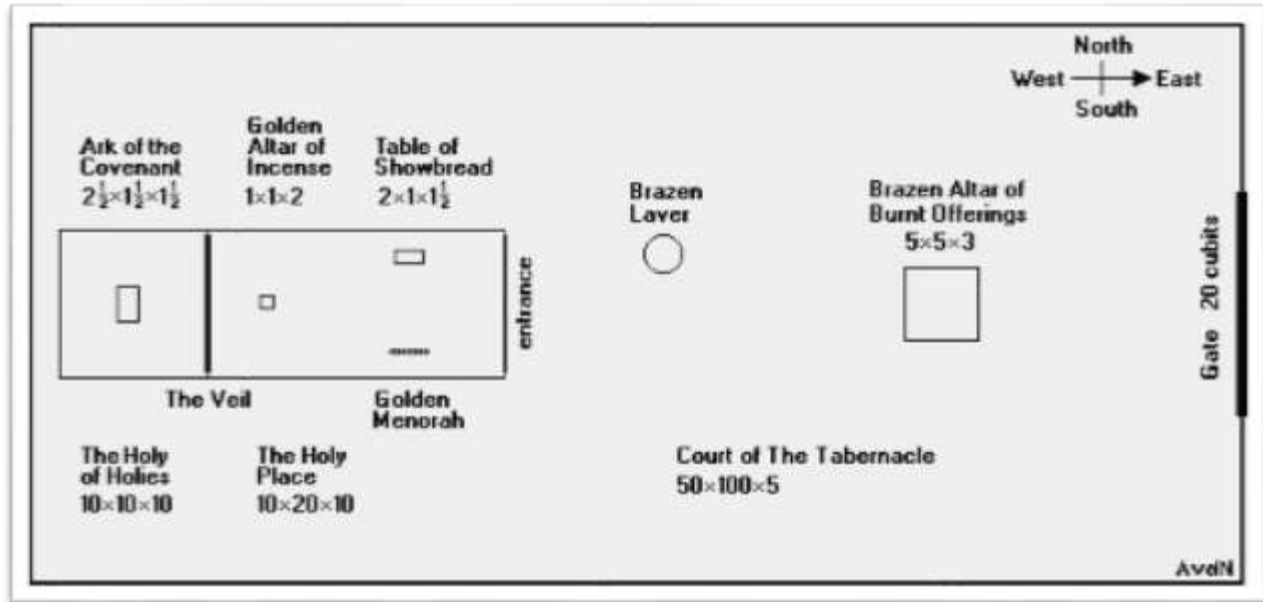 North
West
East
South
Ark of the
Covenant
2½×1½×1½
Golden
Altar of
Incense
1×1×2
Table of
Showbread
2×1×1½
Brazen
Laver
Brazen Altar of
Burnt Offerings
5×5×3
entrance
Gate 20 cubits
The Veil
Golden
Menorah
The Holy
of Holies
10×10×10
The Holy
Place
10×20×10
Court of The Tabernacle
50×100×5
AvdN